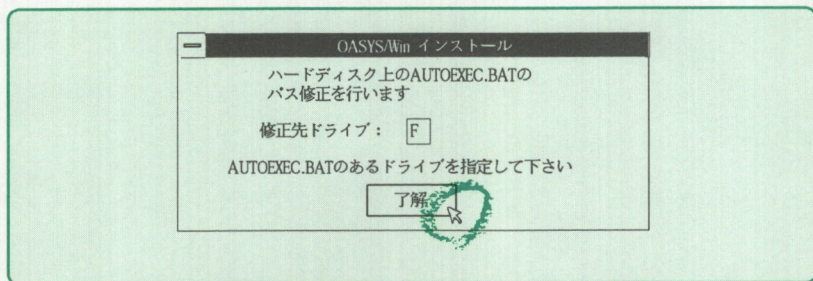 OASYS/Win インストール
ハードディスク上のAUTOEXEC.BATの
パス修正を行います
修正先ドライブ： F
AUTOEXEC.BATのあるドライブを指定して下さい
了解